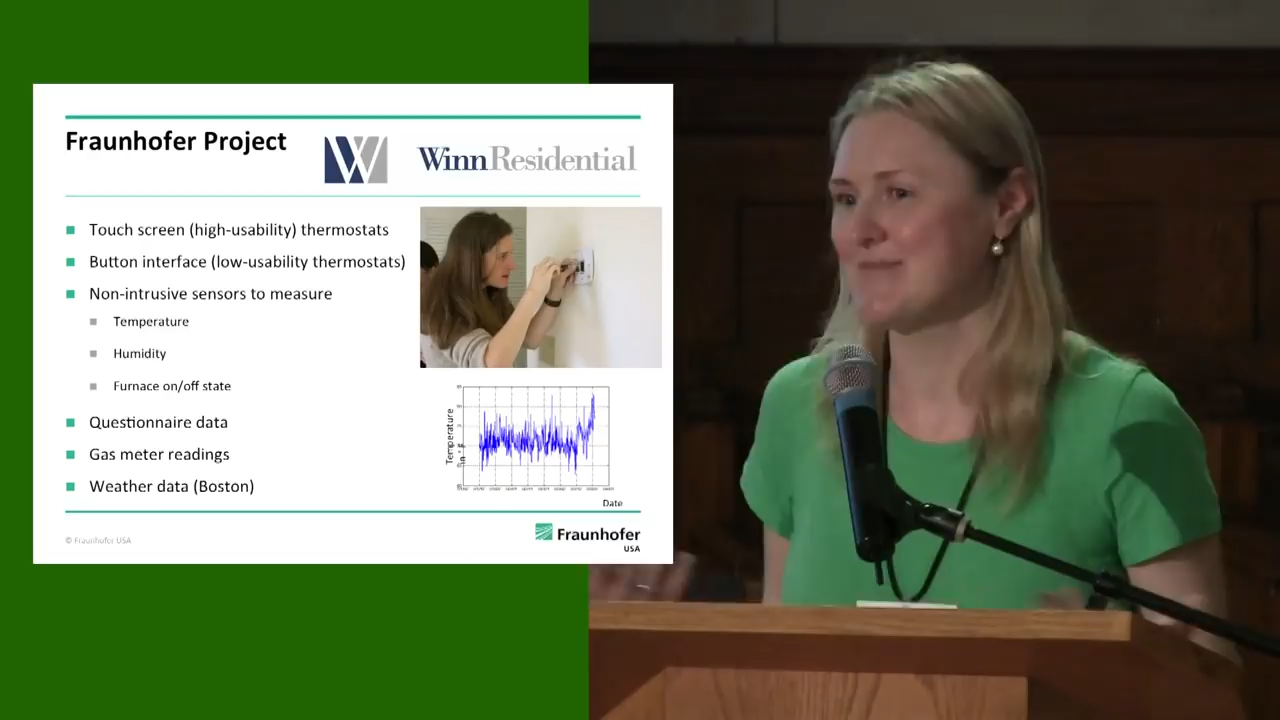 Fraunhofer Project
W
WinnResidential
Touch screen (high-usability) thermostats
Button interface (low-usability thermostats)
Non-intrusive sensors to measure
Temperature
Humidity
Furnace on/off state
Questionnaire data
Gas meter readings
Weather data (Boston)
Temperature
in
Date
© Fraunhofer USA
Fraunhofer
USA